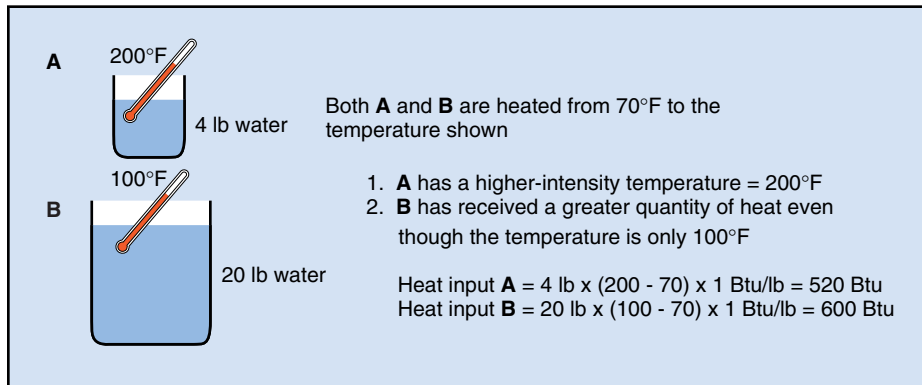 A
200°F
4 lb water
Both A and B are heated from 70°F to the
temperature shown
100°F
B
20 lb water
1. A has a higher-intensity temperature = 200°F
2. B has received a greater quantity of heat even
though the temperature is only 100°F
Heat input A = 4 lb x (200 - 70) x 1 Btu/lb = 520 Btu
Heat input B = 20 lb x (100 - 70) x 1 Btu/lb = 600 Btu